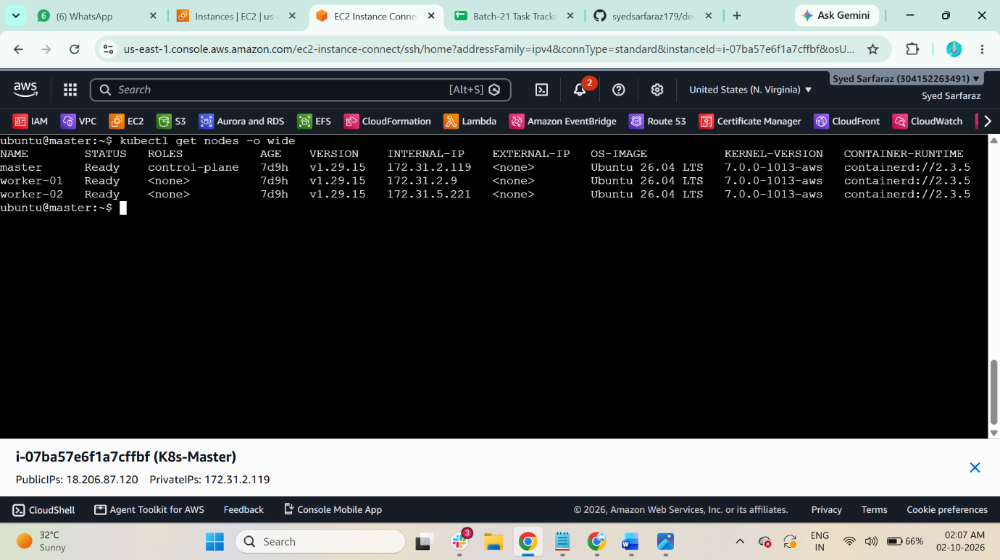 (6) WhatsApp
Instances | EC2 | us-e
EC2 Instance Conne
Batch-21 Task Tracke
syedsarfaraz179/dev
Ask Gemini
us-east-1.console.aws.amazon.com/ec2-instance-connect/ssh/home?addressFamily=ipv4&connType=standard&instanceId=i-07ba57e6f1a7cffbf&osU...
aws
Search [Alt+S]
2
United States (N. Virginia) ▼
Syed Sarfaraz (304152263491) ▼
Syed Sarfaraz
IAM VPC EC2 S3 Aurora and RDS EFS CloudFormation Lambda Amazon EventBridge Route 53 Certificate Manager CloudFront CloudWatch
ubuntu@master:~$ kubectl get nodes -o wide
NAME STATUS ROLES AGE VERSION INTERNAL-IP EXTERNAL-IP OS-IMAGE KERNEL-VERSION CONTAINER-RUNTIME
master Ready control-plane 7d9h v1.29.15 172.31.2.119 <none> Ubuntu 26.04 LTS 7.0.0-1013-aws containerd://2.3.5
worker-01 Ready <none> 7d9h v1.29.15 172.31.2.9 <none> Ubuntu 26.04 LTS 7.0.0-1013-aws containerd://2.3.5
worker-02 Ready <none> 7d9h v1.29.15 172.31.5.221 <none> Ubuntu 26.04 LTS 7.0.0-1013-aws containerd://2.3.5
ubuntu@master:~$
i-07ba57e6f1a7cffbf (K8s-Master)
PublicIPs: 18.206.87.120 PrivateIPs: 172.31.2.119
CloudShell Agent Toolkit for AWS Feedback Console Mobile App © 2026, Amazon Web Services, Inc. or its affiliates. Privacy Terms Cookie preferences
32°C
Sunny
Search
3
ENG
IN
66%
02:07 AM
02-10-2026